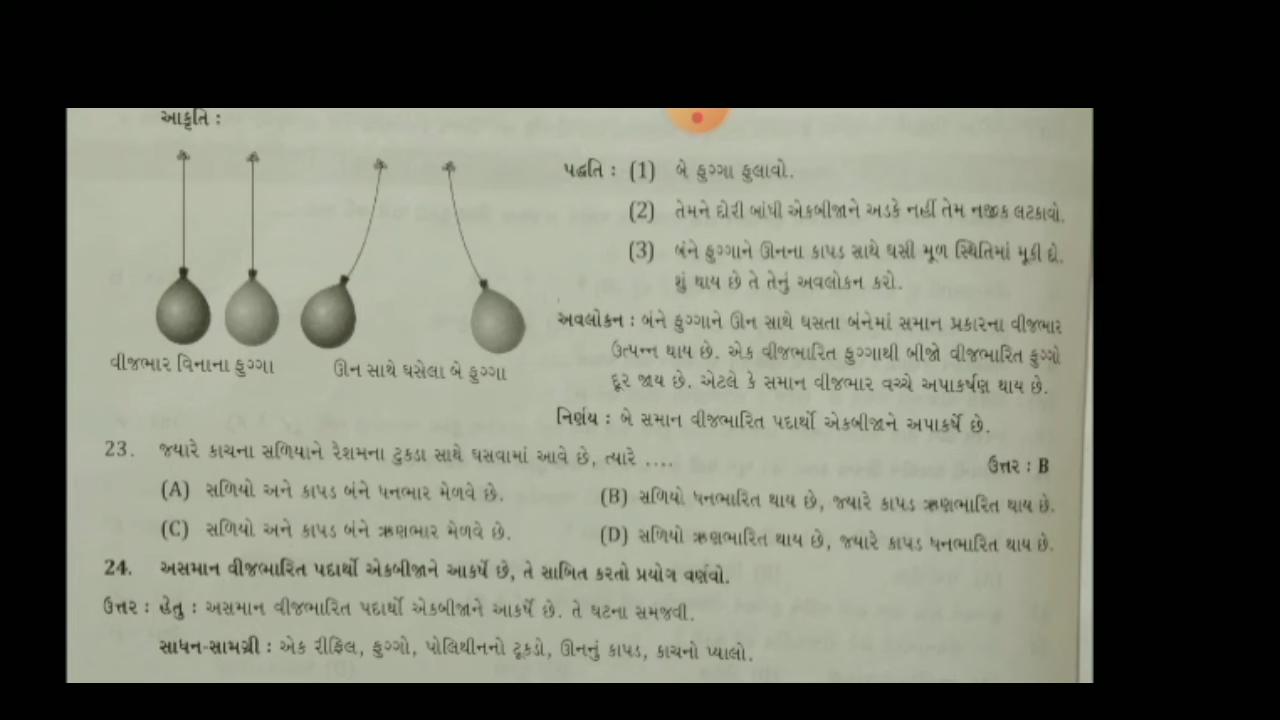 આકૃતિ :
પદ્ધતિ : (1) બે ફુગ્ગા ફુલાવો.
(2) તેમને દોરી બાંધી એકબીજાને અડકે નહીં તેમ નજીક લટકાવો.
(3) બંને ફુગ્ગાને ઊનના કાપડ સાથે ઘસી મૂળ સ્થિતિમાં મૂકી દો.
શું થાય છે તે તેનું અવલોકન કરો.
અવલોકન : બંને ફુગ્ગાને ઊન સાથે ઘસતા બંનેમાં સમાન પ્રકારના વીજભાર
ઉત્પન્ન થાય છે. એક વીજભારિત ફુગ્ગાથી બીજો વીજભારિત ફુગ્ગો
દૂર જાય છે. એટલે કે સમાન વીજભાર વચ્ચે અપાકર્ષણ થાય છે.
વીજભાર વિનાના ફુગ્ગા
ઊન સાથે ઘસેલા બે ફુગ્ગા
નિર્ણય : બે સમાન વીજભારિત પદાર્થો એકબીજાને અપાકર્ષે છે.
23. જ્યારે કાચના સળિયાને રેશમના ટુકડા સાથે ઘસવામાં આવે છે, ત્યારે .... ઉત્તર : B
(A) સળિયો અને કાપડ બંને ધનભાર મેળવે છે. (B) સળિયો ધનભારિત થાય છે, જ્યારે કાપડ ઋણભારિત થાય છે.
(C) સળિયો અને કાપડ બંને ઋણભાર મેળવે છે. (D) સળિયો ઋણભારિત થાય છે, જ્યારે કાપડ ધનભારિત થાય છે.
24. અસમાન વીજભારિત પદાર્થો એકબીજાને આકર્ષે છે, તે સાબિત કરતો પ્રયોગ વર્ણવો.
ઉત્તર : હેતુ : અસમાન વીજભારિત પદાર્થો એકબીજાને આકર્ષે છે. તે ઘટના સમજવી.
સાધન-સામગ્રી : એક રીફિલ, ફુગ્ગો, પોલિથીનનો ટૂકડો, ઊનનું કાપડ, કાચનો પ્યાલો.